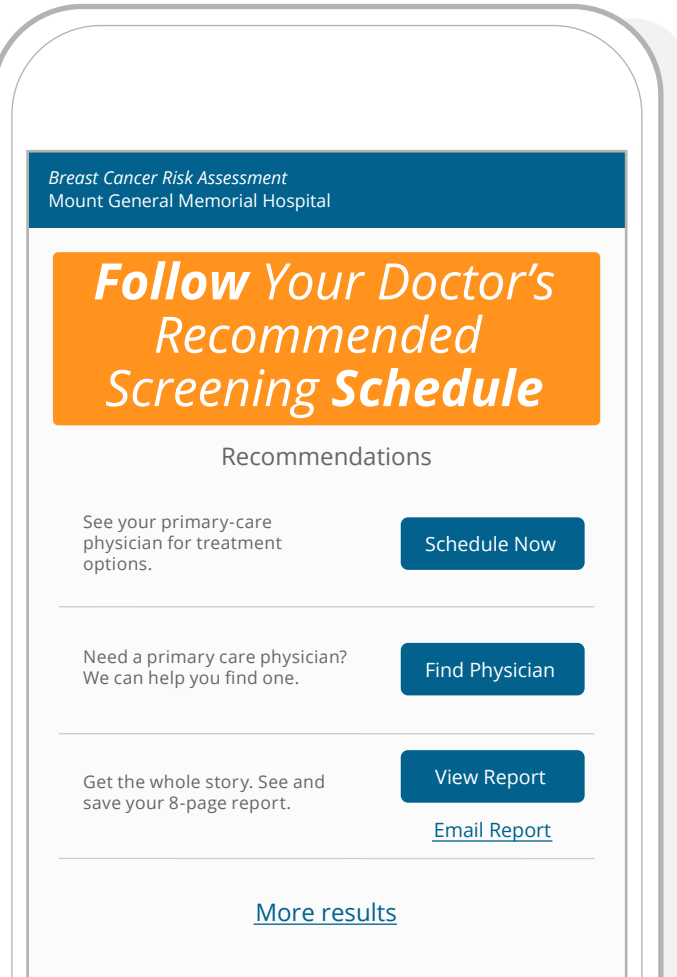 Breast Cancer Risk Assessment
Mount General Memorial Hospital
Follow Your Doctor’s
Recommended
Screening Schedule
Recommendations
See your primary-care
physician for treatment
options.
Schedule Now
Need a primary care physician?
We can help you find one.
Find Physician
Get the whole story. See and
save your 8-page report.
View Report
Email Report
More results